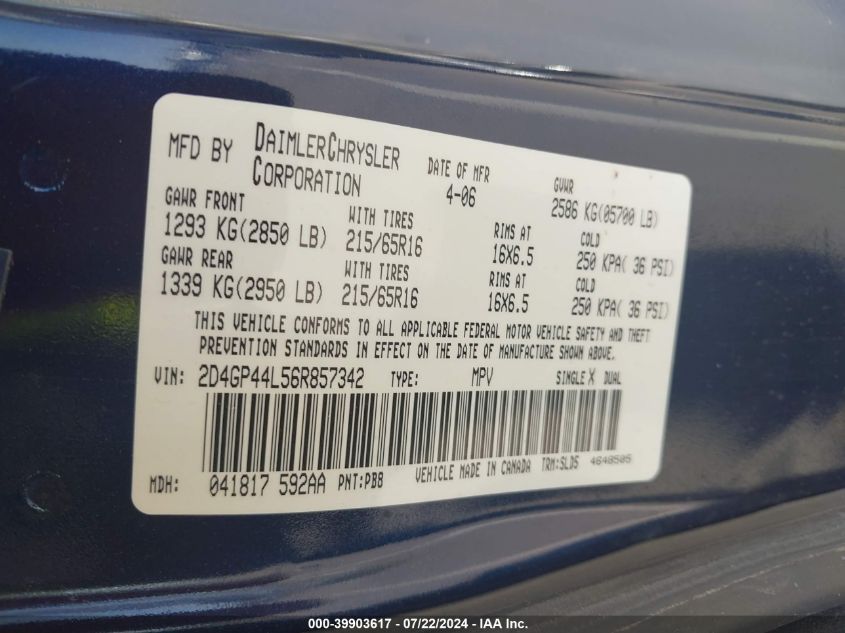 MFD BY DAIMLERCHRYSLER CORPORATION DATE OF MFR 4-06 GVWR 2586 KG(05700 LB)
GAWR FRONT WITH TIRES RIMS AT COLD
1293 KG(2850 LB) 215/65R16 16X6.5 250 KPA( 36 PSI)
GAWR REAR WITH TIRES RIMS AT COLD
1339 KG(2950 LB) 215/65R16 16X6.5 250 KPA( 36 PSI)
THIS VEHICLE CONFORMS TO ALL APPLICABLE FEDERAL MOTOR VEHICLE SAFETY AND THEFT
PREVENTION STANDARDS IN EFFECT ON THE DATE OF MANUFACTURE SHOWN ABOVE.
VIN: 2D4GP44L56R857342 TYPE: MPV SINGLE X DUAL
MDH: 041817 592AA PNT:PB8 VEHICLE MADE IN CANADA TRM:SLD5 4648505
000-39903617 - 07/22/2024 - IAAI.COM